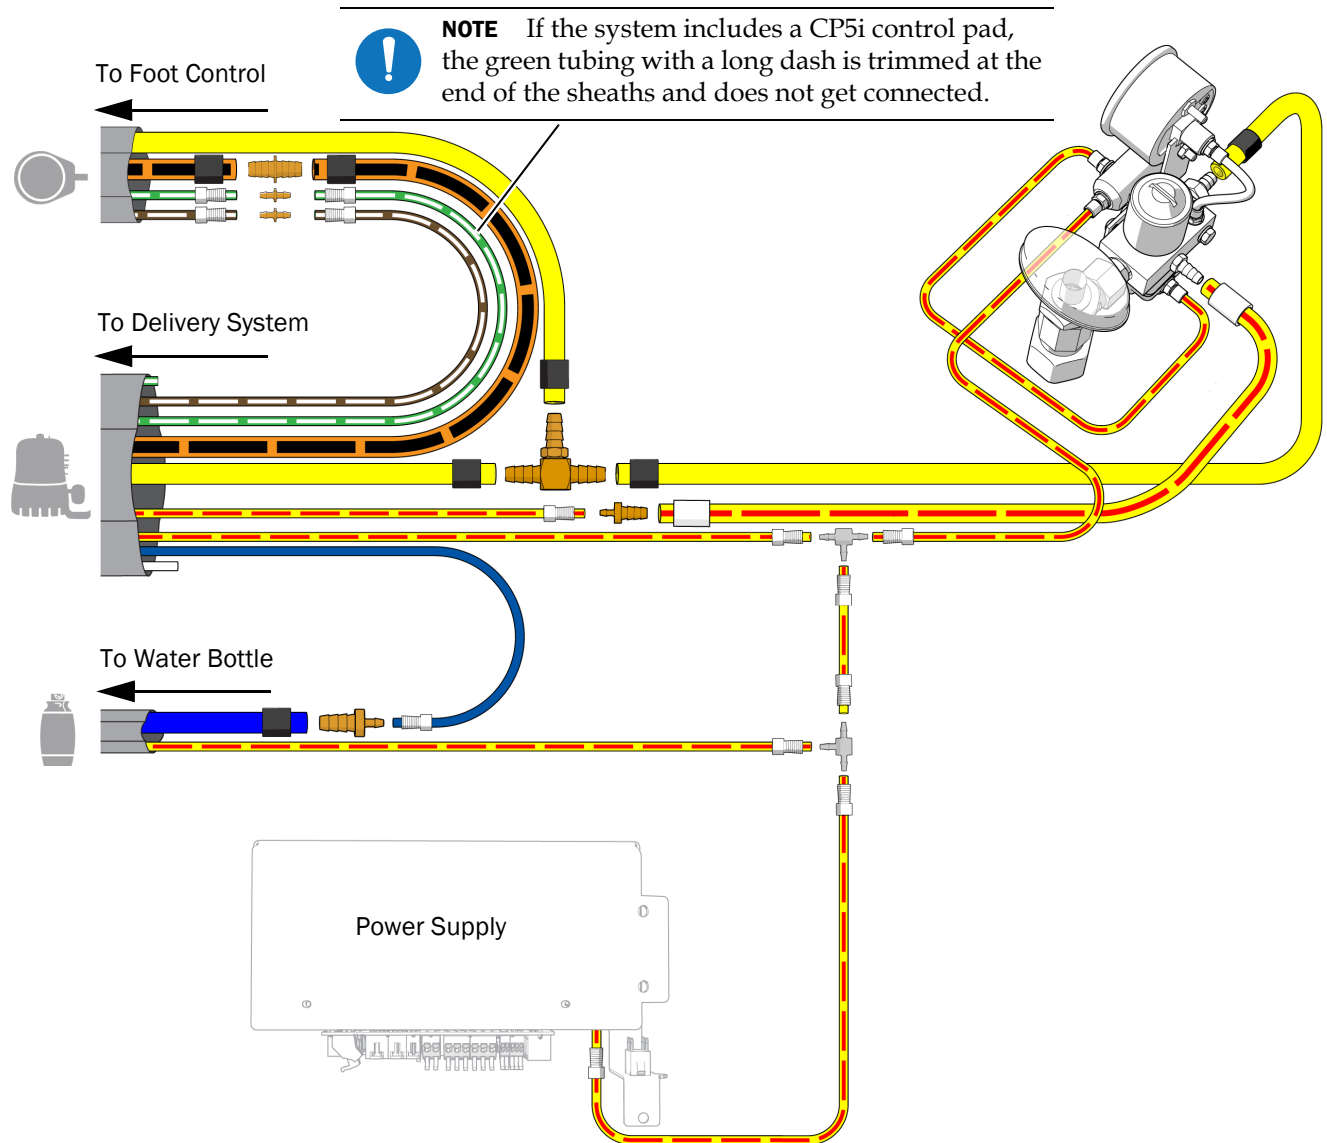 NOTE If the system includes a CP5i control pad,
the green tubing with a long dash is trimmed at the
end of the sheaths and does not get connected.
To Foot Control
To Delivery System
To Water Bottle
Power Supply